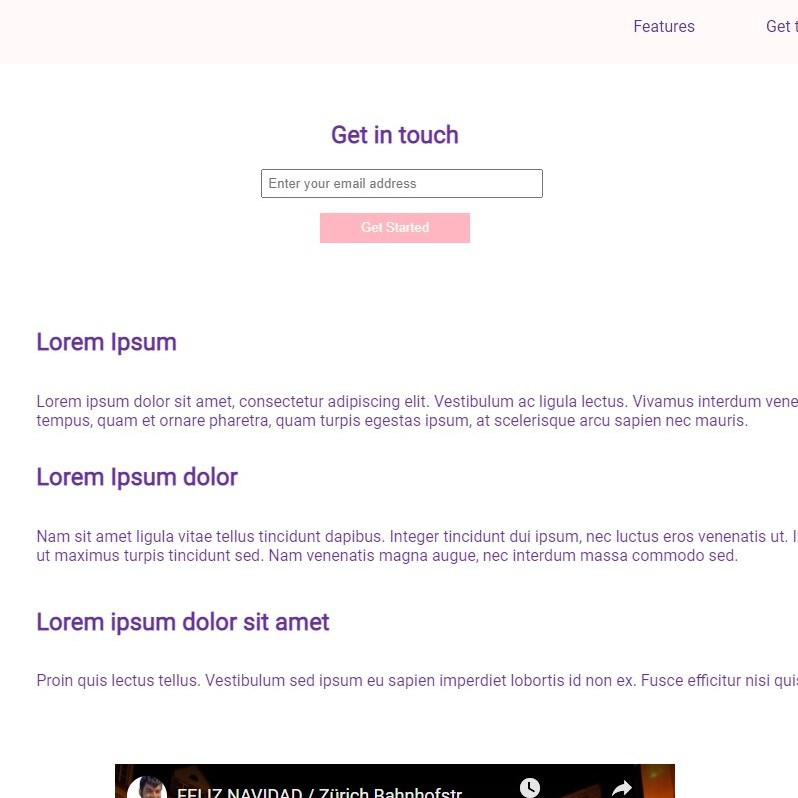 Features Get t
Get in touch
Enter your email address
Get Started
Lorem Ipsum
Lorem ipsum dolor sit amet, consectetur adipiscing elit. Vestibulum ac ligula lectus. Vivamus interdum vene
tempus, quam et ornare pharetra, quam turpis egestas ipsum, at scelerisque arcu sapien nec mauris.
Lorem Ipsum dolor
Nam sit amet ligula vitae tellus tincidunt dapibus. Integer tincidunt dui ipsum, nec luctus eros venenatis ut. I
ut maximus turpis tincidunt sed. Nam venenatis magna augue, nec interdum massa commodo sed.
Lorem ipsum dolor sit amet
Proin quis lectus tellus. Vestibulum sed ipsum eu sapien imperdiet lobortis id non ex. Fusce efficitur nisi quis
FELIZ NAVIDAD / Zürich Bahnhofstr